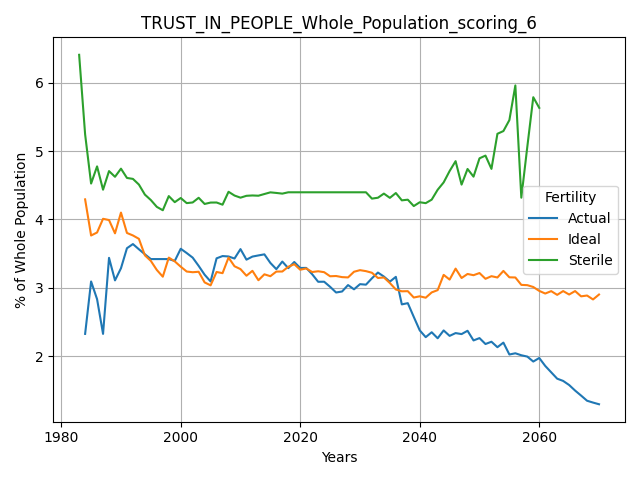 TRUST_IN_PEOPLE_Whole_Population_scoring_6
% of Whole Population
6
5
4
3
2
Fertility
Actual
Ideal
Sterile
1980 2000 2020 2040 2060
Years